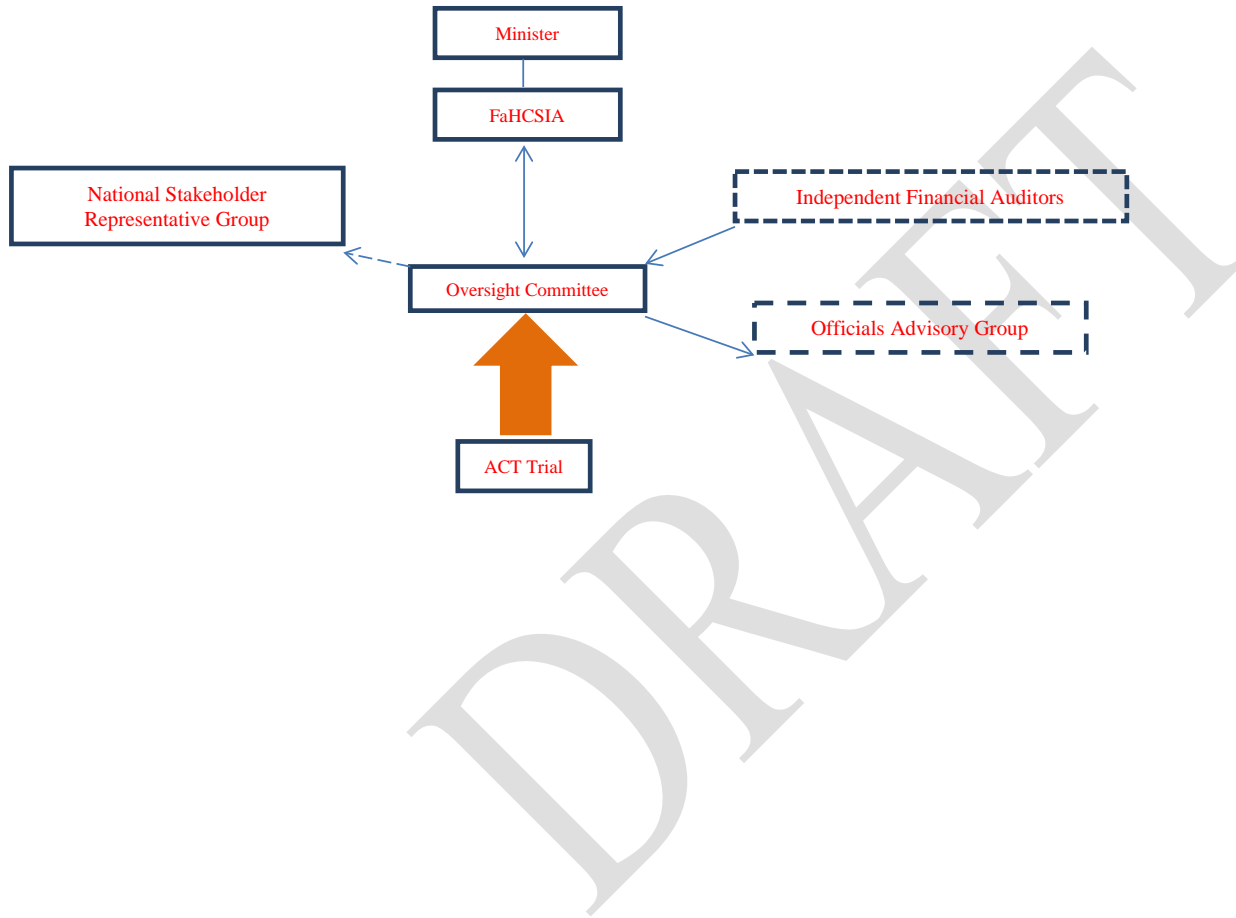 Minister
FaHCSIA
National Stakeholder
Representative Group
Independent Financial Auditors
Oversight Committee
Officials Advisory Group
ACT Trial
DRAFT